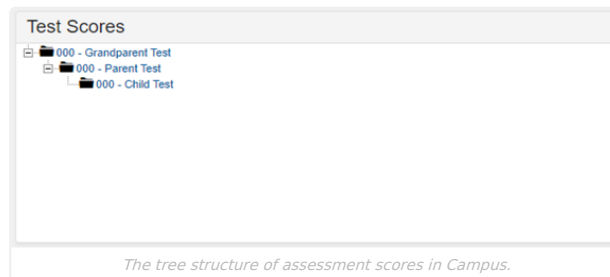 Test Scores
000 - Grandparent Test
000 - Parent Test
000 - Child Test
The tree structure of assessment scores in Campus.